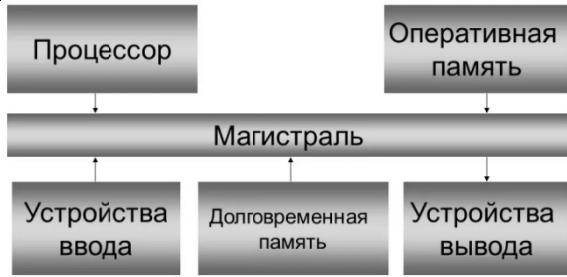 Процессор
Оперативная
память
Магистраль
Устройства
ввода
Долговременная
память
Устройства
вывода